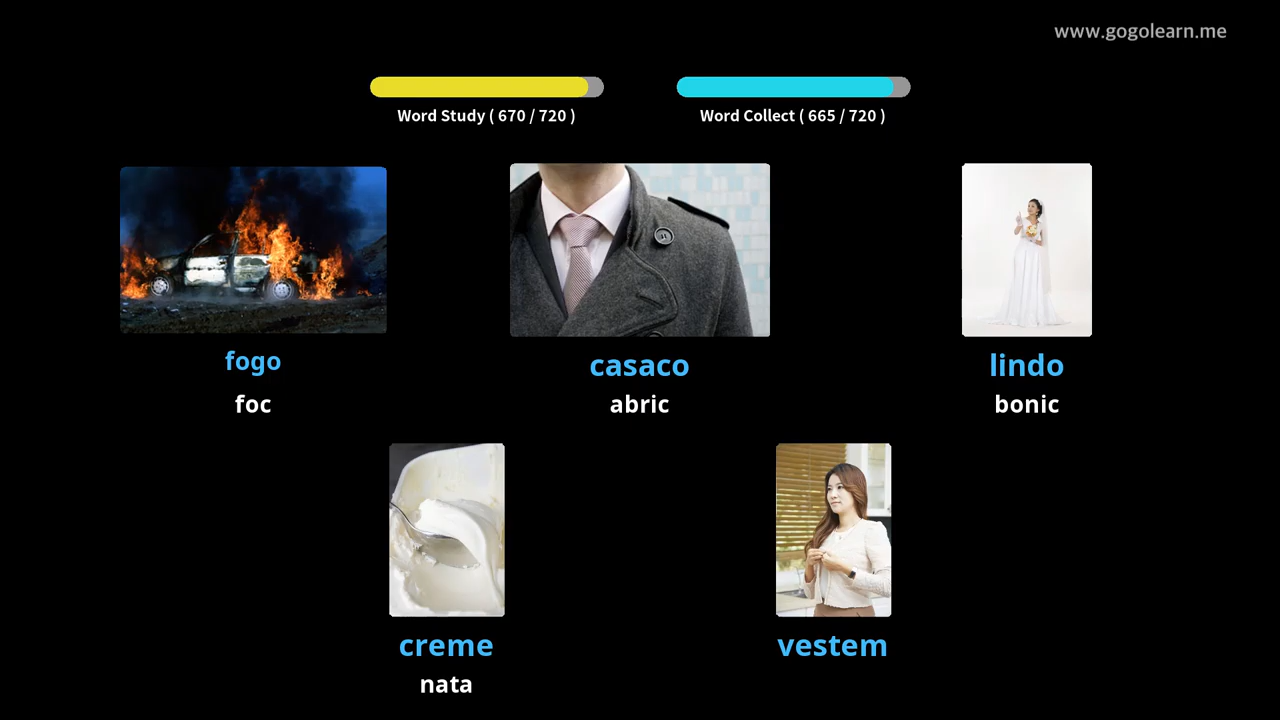 www.gogolearn.me
Word Study ( 670 / 720 )
Word Collect ( 665 / 720 )
fogo
foc
casaco
abric
lindo
bonic
creme
nata
vestem